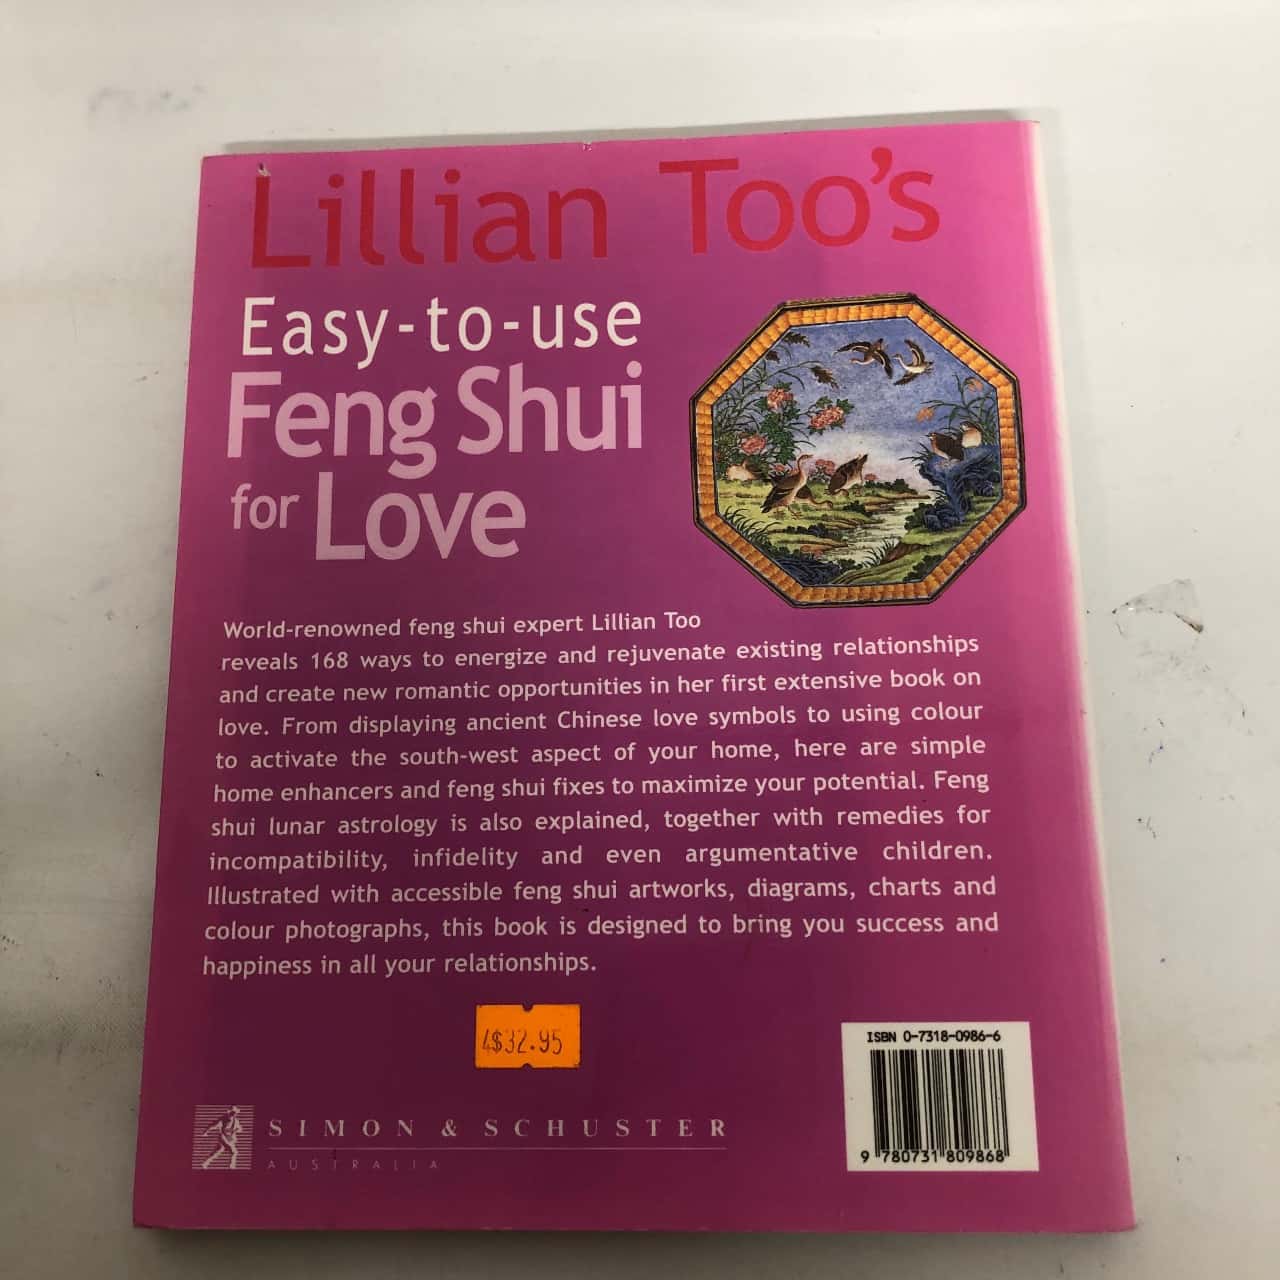 Lillian Too's
Easy-to-use
Feng Shui
for Love
World-renowned feng shui expert Lillian Too
reveals 168 ways to energize and rejuvenate existing relationships
and create new romantic opportunities in her first extensive book on
love. From displaying ancient Chinese love symbols to using colour
to activate the south-west aspect of your home, here are simple
home enhancers and feng shui fixes to maximize your potential. Feng
shui lunar astrology is also explained, together with remedies for
incompatibility, infidelity and even argumentative children.
Illustrated with accessible feng shui artworks, diagrams, charts and
colour photographs, this book is designed to bring you success and
happiness in all your relationships.
4$32.95
ISBN 0-7318-0986-6
9 780731 809868
SIMON & SCHUSTER
AUSTRALIA